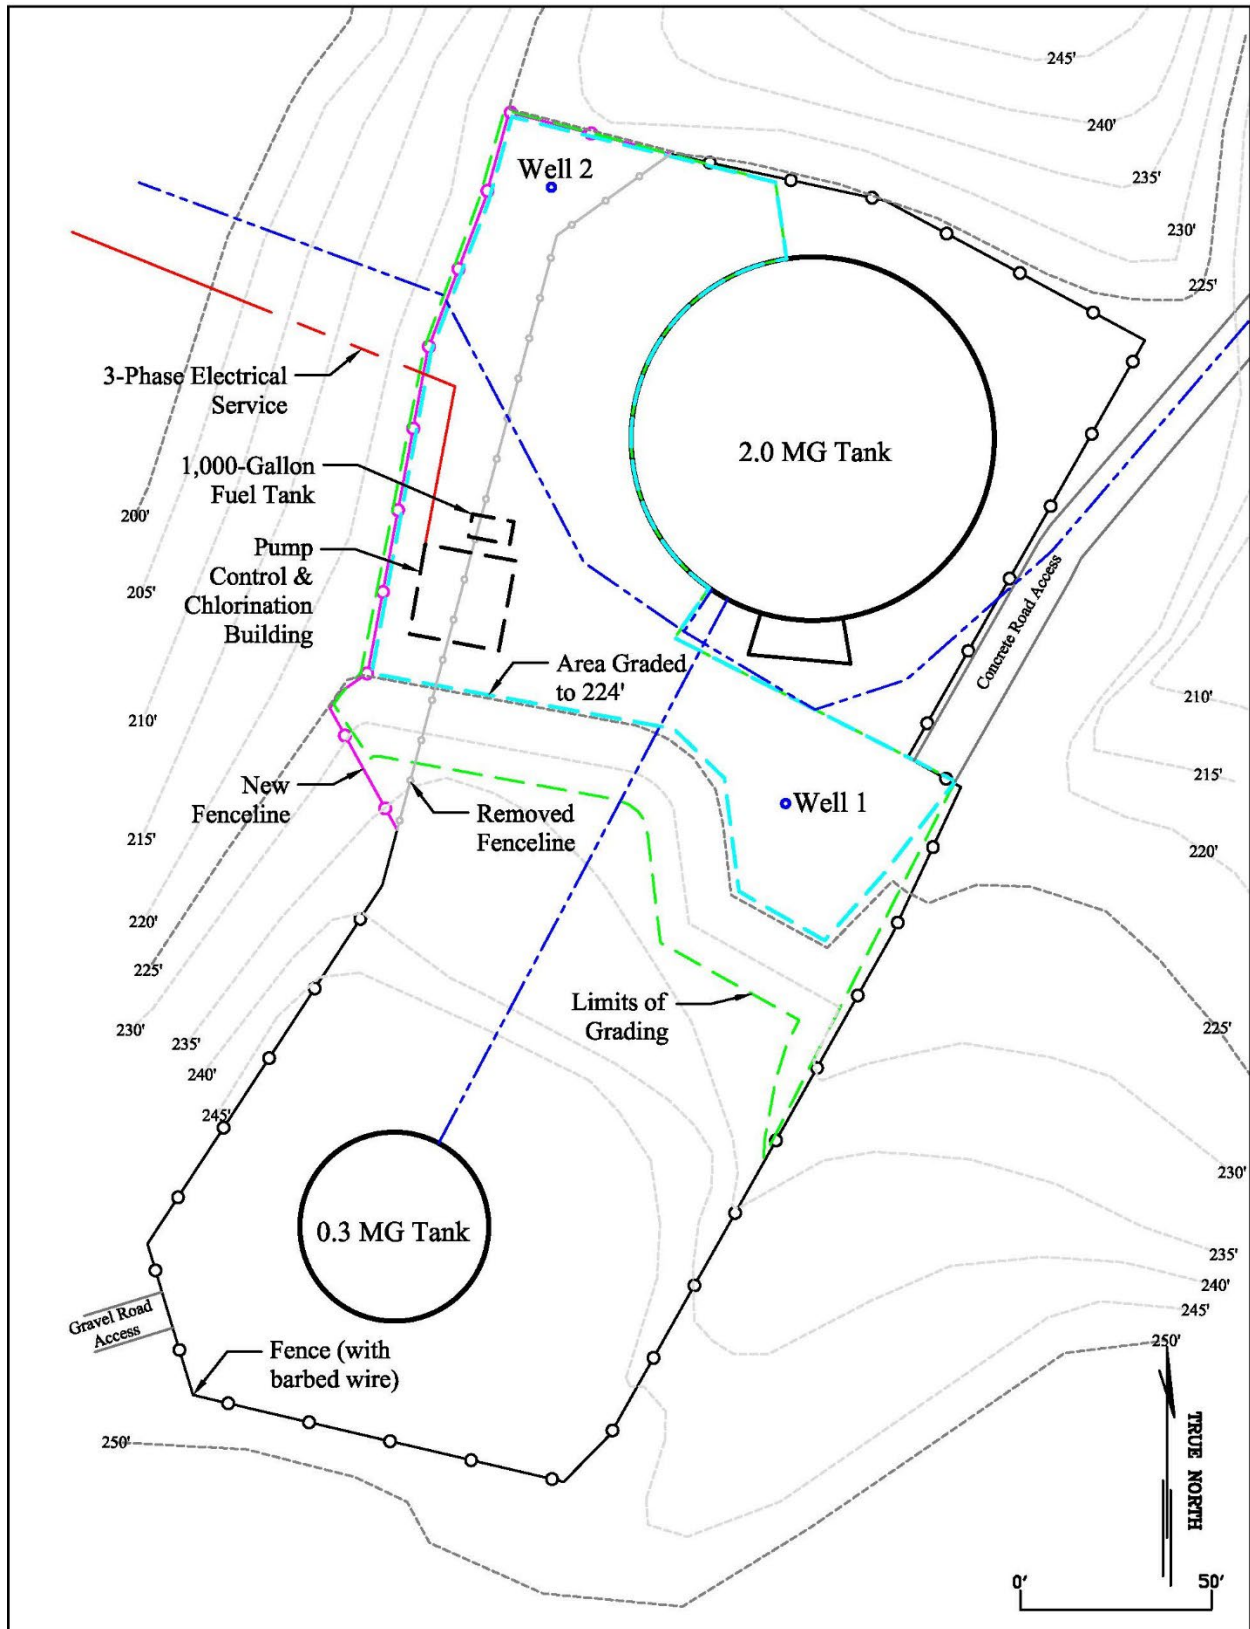 245'
240'
235'
230'
225'
Well 2
3-Phase Electrical
Service
2.0 MG Tank
1,000-Gallon
Fuel Tank
200'
Pump
Control &
Chlorination
Building
205'
Concrete Road Access
Area Graded
to 224'
210'
210'
215'
New
Fenceline
Removed
Fenceline
Well 1
215'
220'
220'
225'
230'
235'
240'
245'
Limits of
Grading
225'
230'
0.3 MG Tank
235'
240'
245'
250'
Gravel Road
Access
Fence (with
barbed wire)
250'
TRUE NORTH
0'
50'